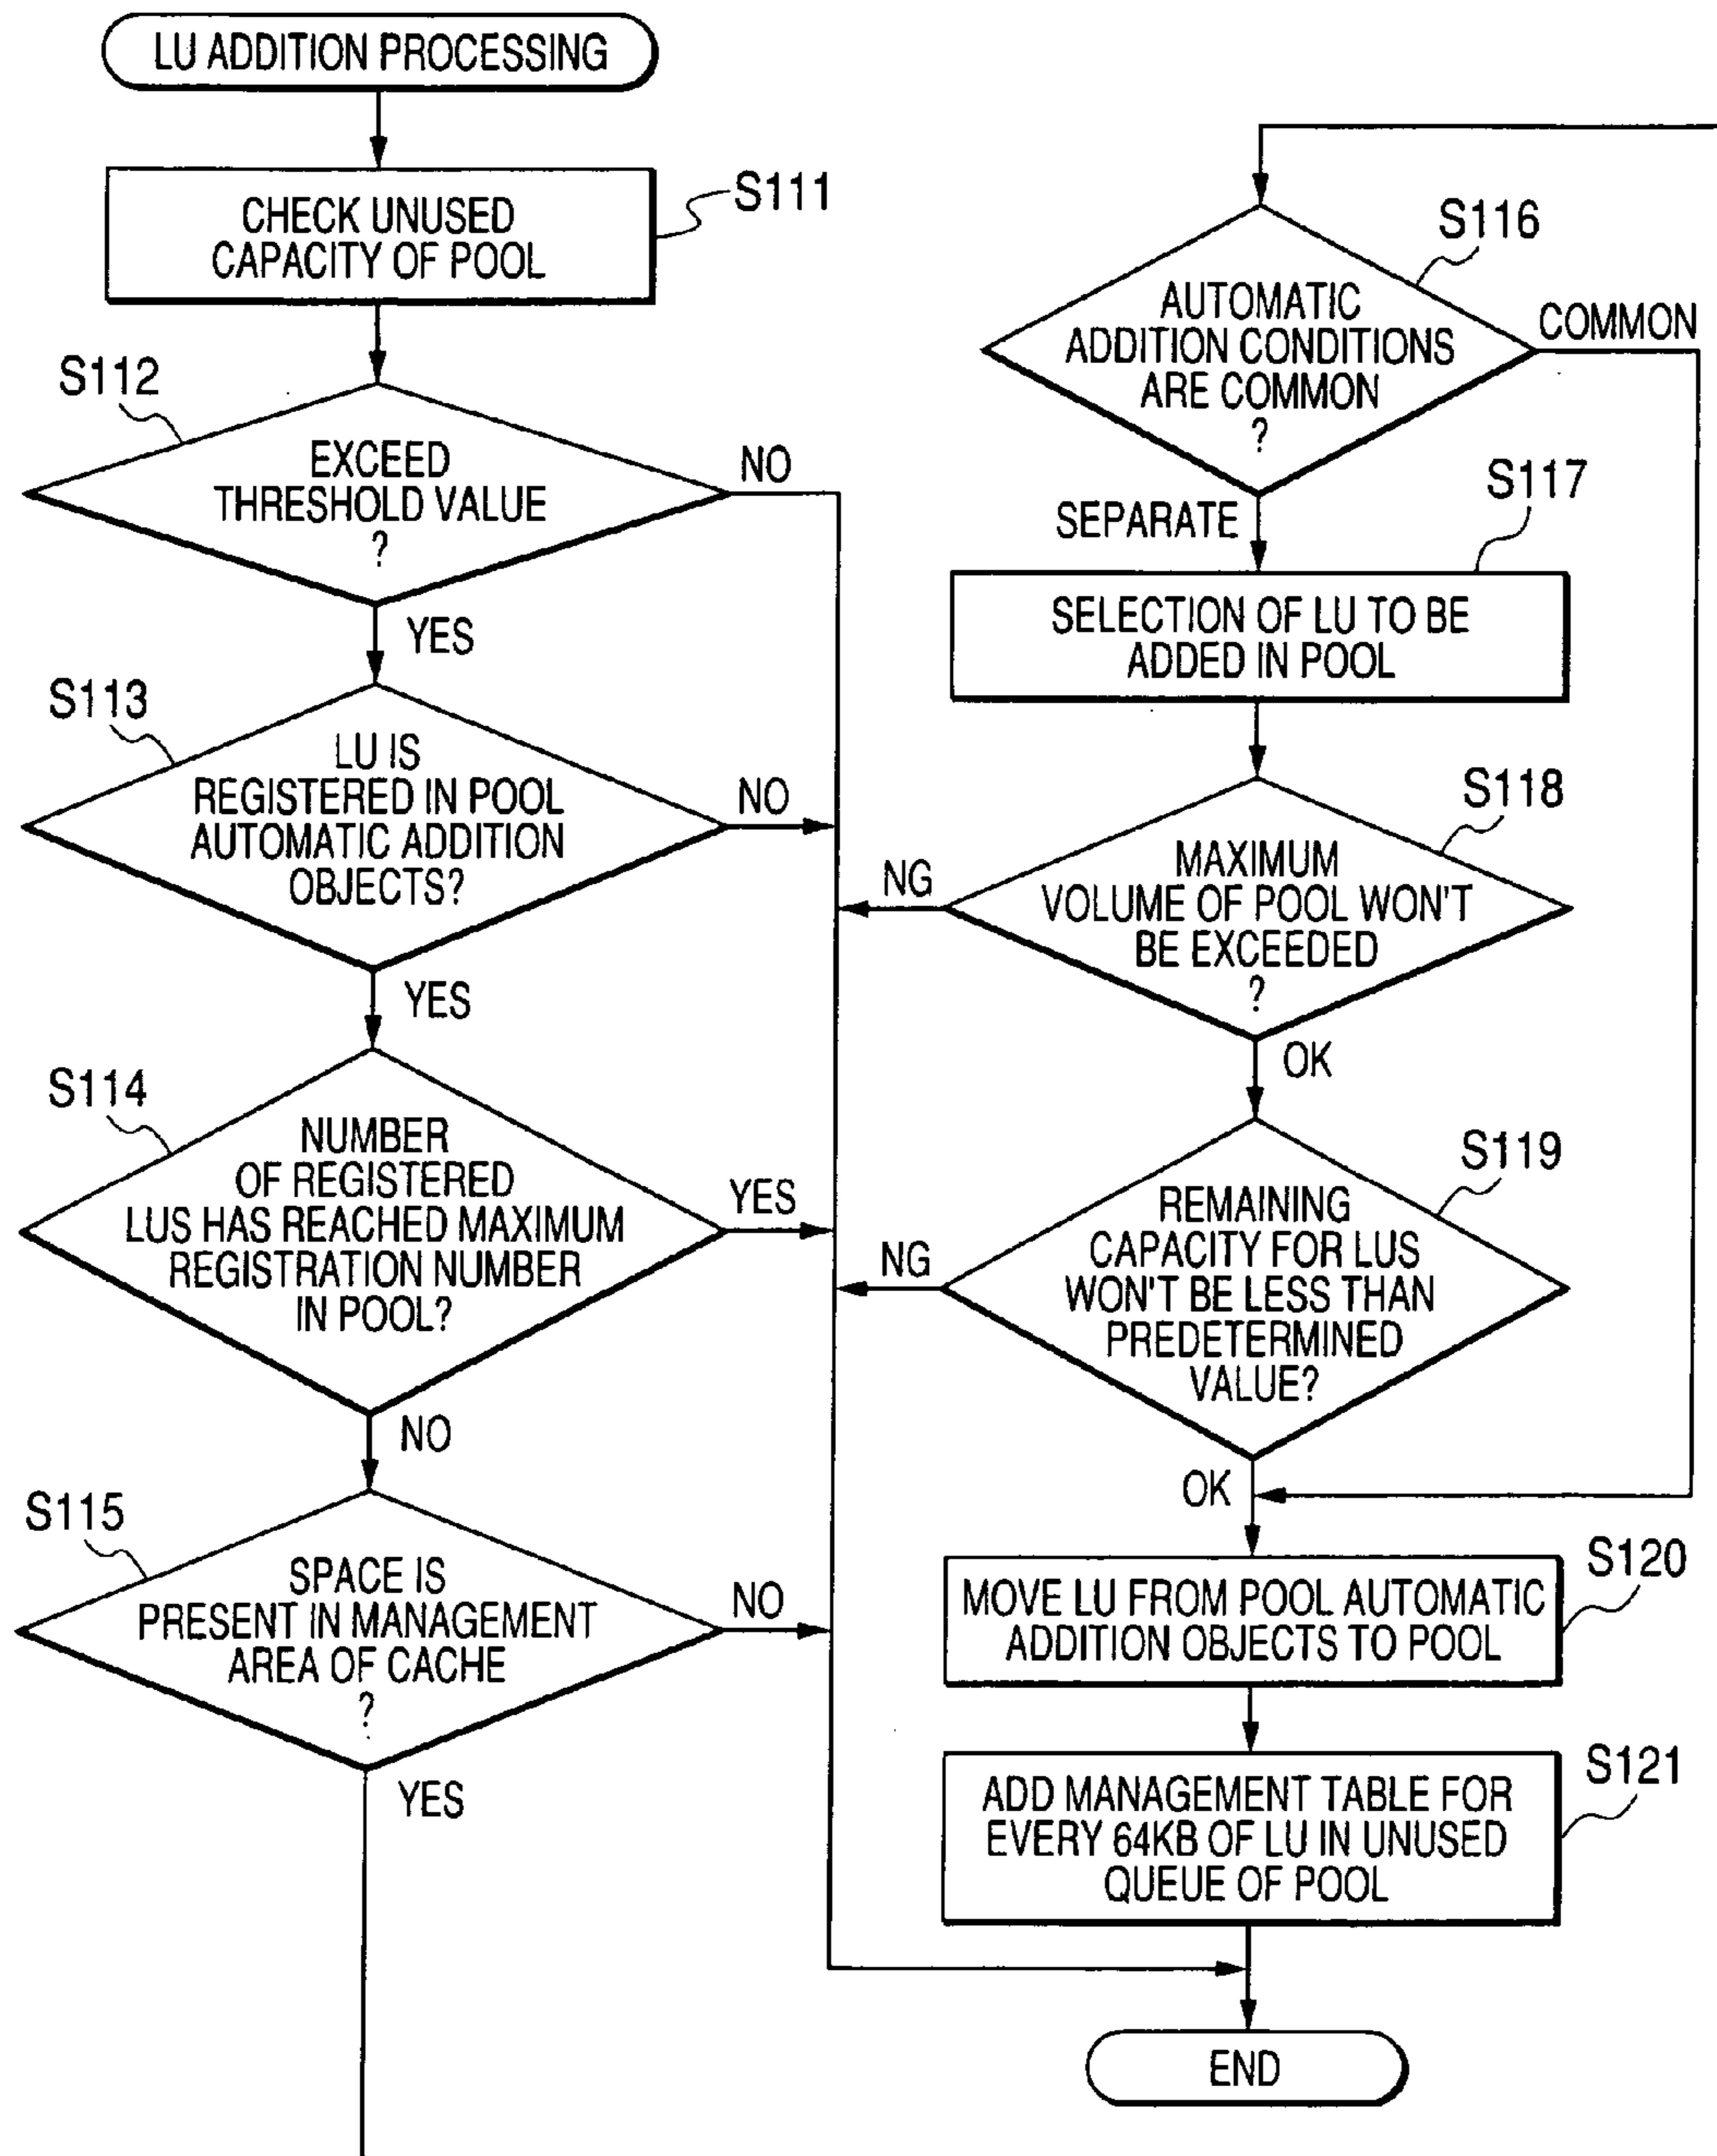 LU ADDITION PROCESSING
CHECK UNUSED
CAPACITY OF POOL
S111
S112
EXCEED
THRESHOLD VALUE
?
NO
YES
S113
LU IS
REGISTERED IN POOL
AUTOMATIC ADDITION
OBJECTS?
NO
YES
S114
NUMBER
OF REGISTERED
LUS HAS REACHED MAXIMUM
REGISTRATION NUMBER
IN POOL?
YES
NO
S115
SPACE IS
PRESENT IN MANAGEMENT
AREA OF CACHE
?
NO
YES
S116
AUTOMATIC
ADDITION CONDITIONS
ARE COMMON
?
COMMON
SEPARATE
S117
SELECTION OF LU TO BE
ADDED IN POOL
S118
MAXIMUM
VOLUME OF POOL WON'T
BE EXCEEDED
?
NG
OK
S119
REMAINING
CAPACITY FOR LUS
WON'T BE LESS THAN
PREDETERMINED
VALUE?
NG
OK
S120
MOVE LU FROM POOL AUTOMATIC
ADDITION OBJECTS TO POOL
S121
ADD MANAGEMENT TABLE FOR
EVERY 64KB OF LU IN UNUSED
QUEUE OF POOL
END